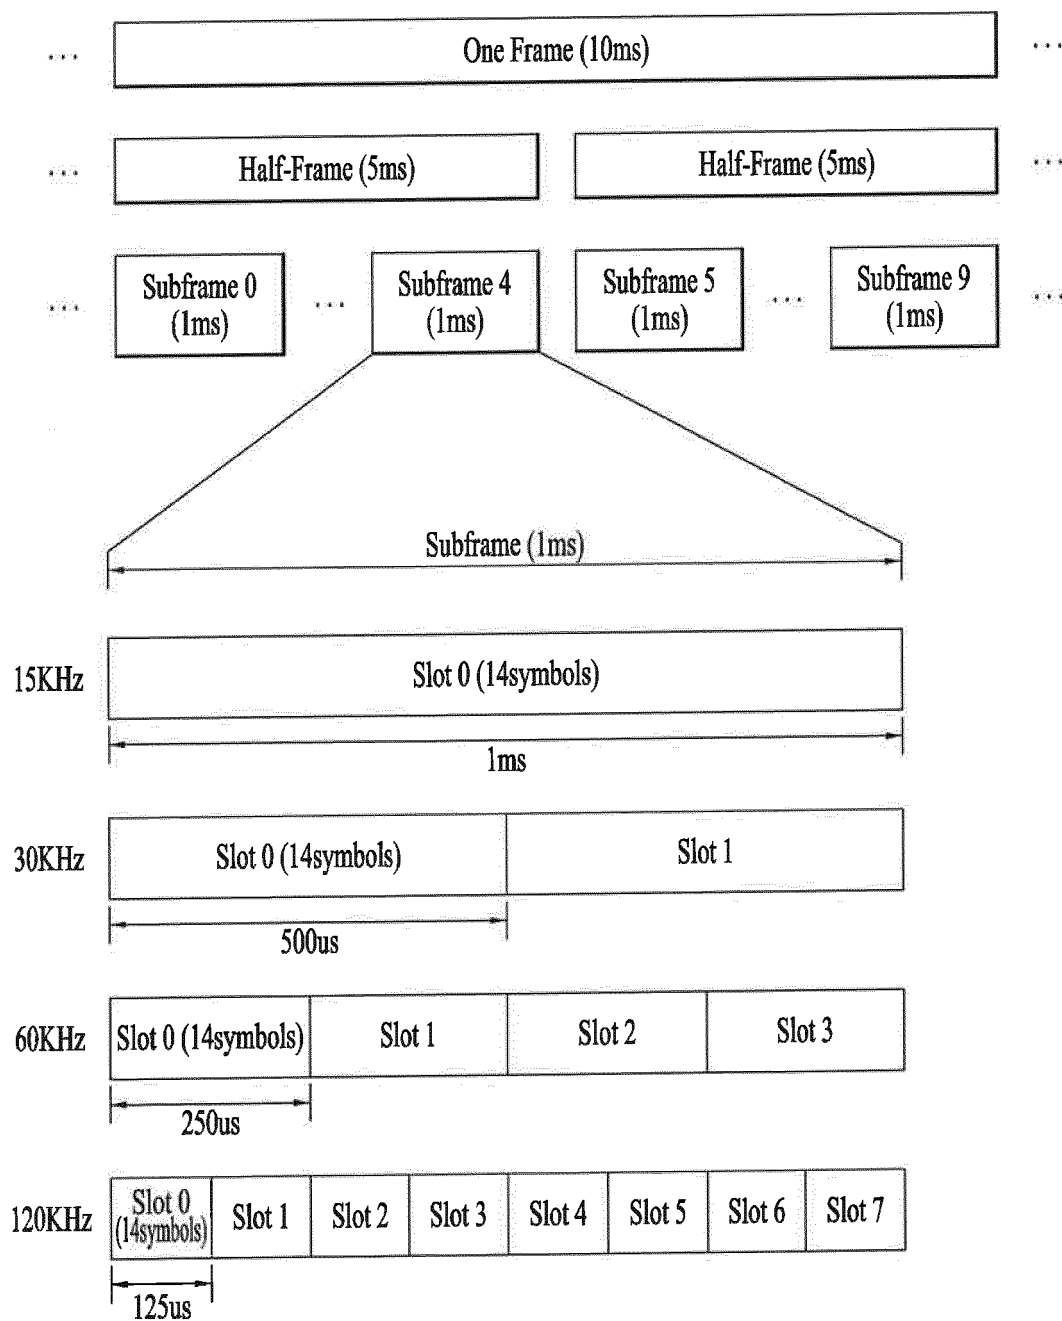 ... One Frame (10ms) ...
... Half-Frame (5ms) Half-Frame (5ms) ...
... Subframe 0 ... Subframe 4 Subframe 5 ... Subframe 9 ...
(1ms) (1ms) (1ms) (1ms)
Subframe (1ms)
15KHz Slot 0 (14symbols)
1ms
30KHz Slot 0 (14symbols) Slot 1
500us
60KHz Slot 0 (14symbols) Slot 1 Slot 2 Slot 3
250us
120KHz Slot 0 (14symbols) Slot 1 Slot 2 Slot 3 Slot 4 Slot 5 Slot 6 Slot 7
125us